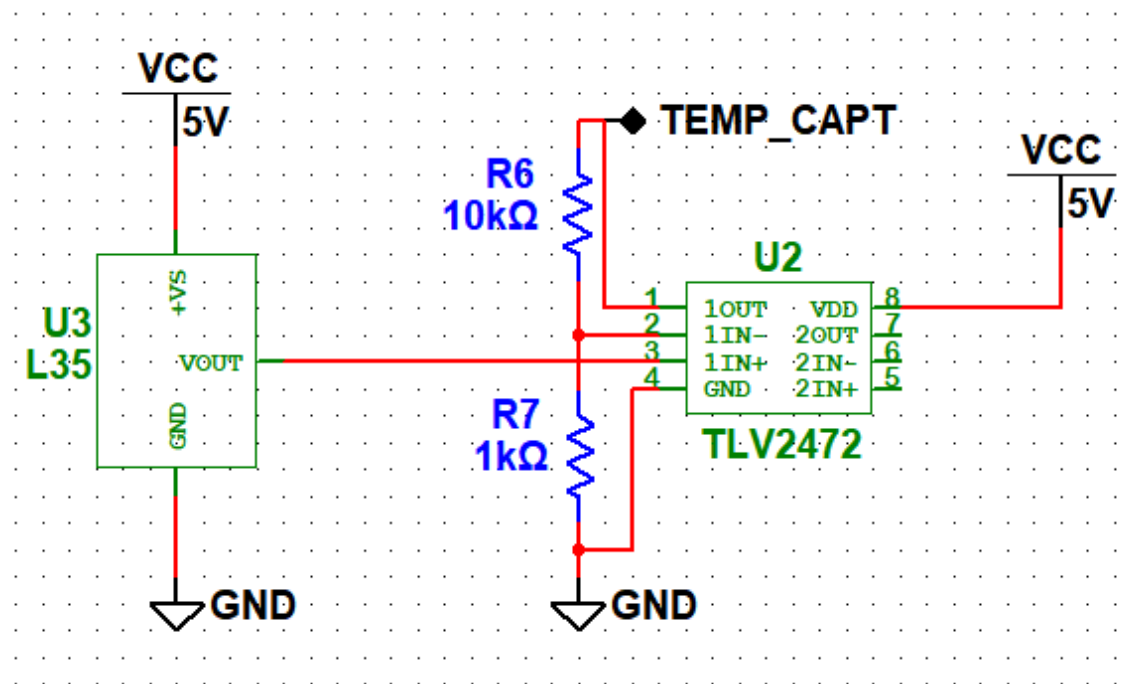 VCC
5V
U3
L35
+VS
VOUT
GND
GND
TEMP_CAPT
R6
10kΩ
R7
1kΩ
GND
U2
1 1OUT VDD 8
2 1IN- 2OUT 7
3 1IN+ 2IN- 6
4 GND 2IN+ 5
TLV2472
VCC
5V